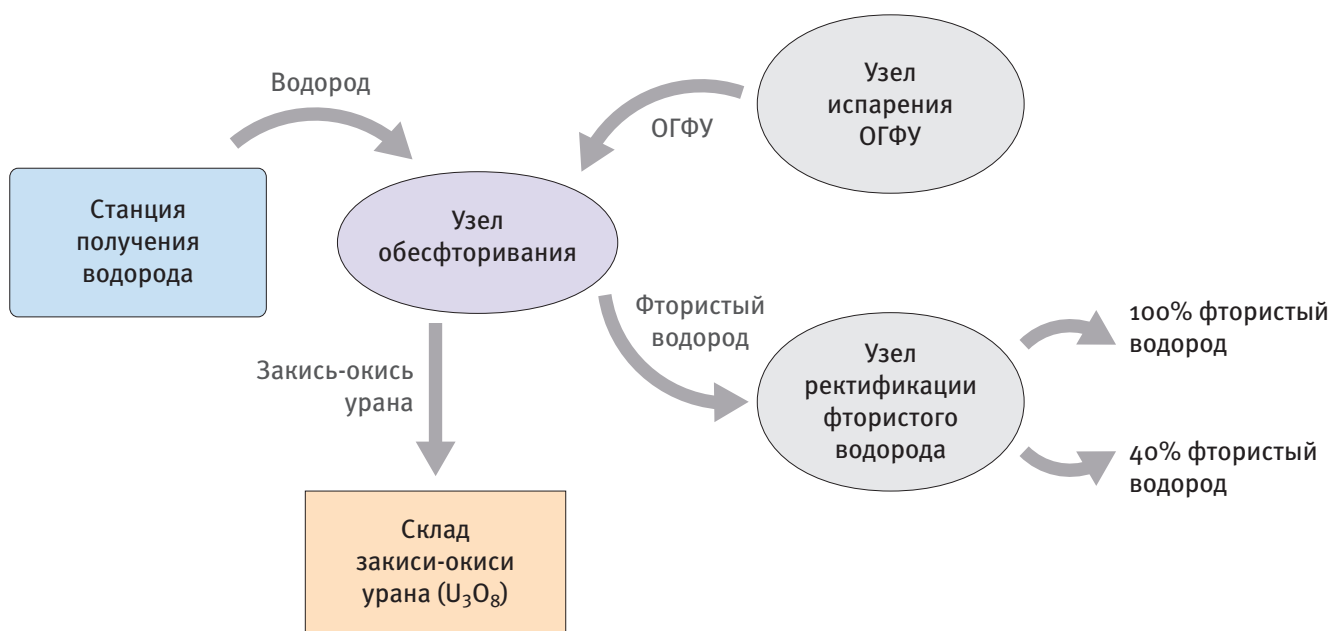 Водород
Узел
испарения
ОГФУ
ОГФУ
Станция
получения
водорода
Узел
обесфторивания
Фтористый
водород
Закись-окись
урана
Узел
ректификации
фтористого
водорода
100% фтористый
водород
40% фтористый
водород
Склад
закиси-окиси
урана (U₃O₈)